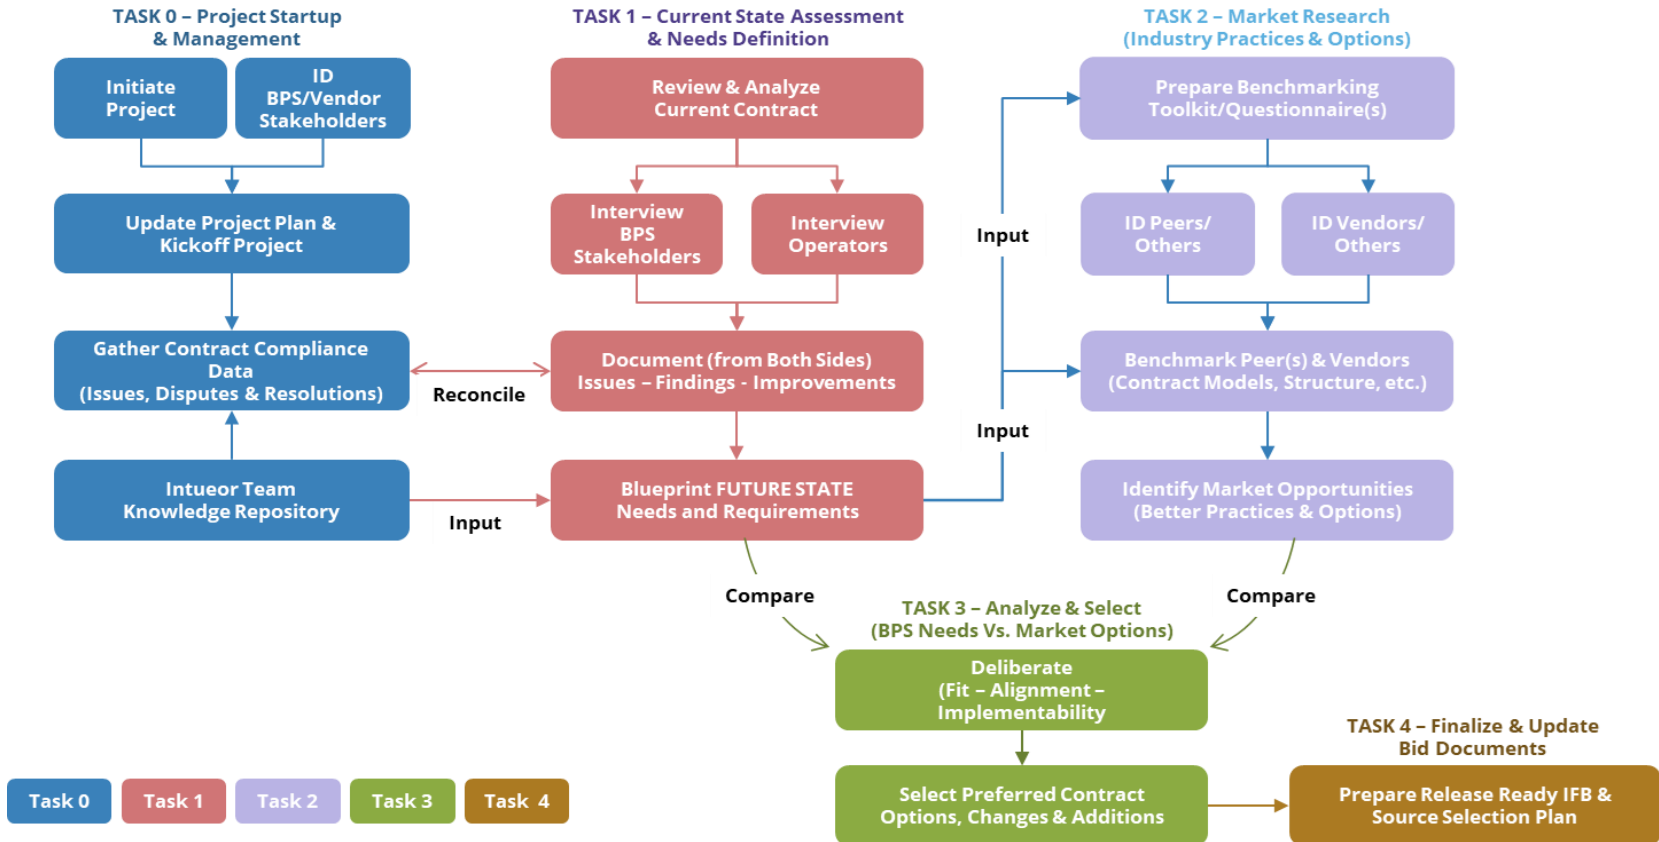 TASK 0 – Project Startup
& Management
Initiate
Project
ID
BPS/Vendor
Stakeholders
Update Project Plan &
Kickoff Project
Gather Contract Compliance
Data
(Issues, Disputes & Resolutions)
Intueor Team
Knowledge Repository
Reconcile
Input
TASK 1 – Current State Assessment
& Needs Definition
Review & Analyze
Current Contract
Interview
BPS
Stakeholders
Interview
Operators
Document (from Both Sides)
Issues – Findings - Improvements
Blueprint FUTURE STATE
Needs and Requirements
Input
Input
TASK 2 – Market Research
(Industry Practices & Options)
Prepare Benchmarking
Toolkit/Questionnaire(s)
ID Peers/
Others
ID Vendors/
Others
Benchmark Peer(s) & Vendors
(Contract Models, Structure, etc.)
Identify Market Opportunities
(Better Practices & Options)
Compare
Compare
TASK 3 – Analyze & Select
(BPS Needs Vs. Market Options)
Deliberate
(Fit – Alignment –
Implementability
Select Preferred Contract
Options, Changes & Additions
TASK 4 – Finalize & Update
Bid Documents
Prepare Release Ready IFB &
Source Selection Plan
Task 0
Task 1
Task 2
Task 3
Task 4